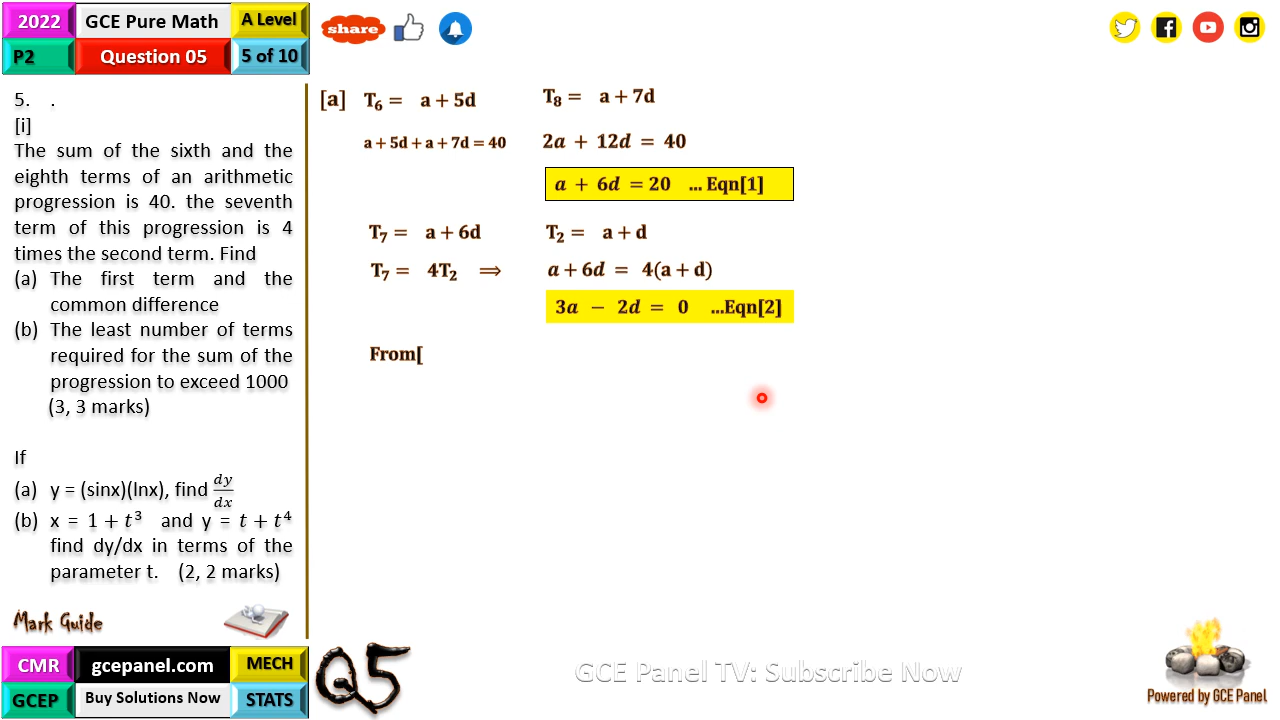 2022 GCE Pure Math A Level
P2 Question 05 5 of 10
share
5. .
[i]
The sum of the sixth and the
eighth terms of an arithmetic
progression is 40. the seventh
term of this progression is 4
times the second term. Find
(a) The first term and the
common difference
(b) The least number of terms
required for the sum of the
progression to exceed 1000
(3, 3 marks)
If
(a) y = (sinx)(lnx), find dy/dx
(b) x = 1 + t³ and y = t + t⁴
find dy/dx in terms of the
parameter t. (2, 2 marks)
Mark Guide
CMR gcepanel.com MECH
GCEP Buy Solutions Now STATS
[a] T₆ = a + 5d T₈ = a + 7d
a + 5d + a + 7d = 40 2a + 12d = 40
a + 6d = 20 ... Eqn[1]
T₇ = a + 6d T₂ = a + d
T₇ = 4T₂ ⟹ a + 6d = 4(a + d)
3a − 2d = 0 ...Eqn[2]
From[
Q5
GCE Panel TV: Subscribe Now
Powered by GCE Panel